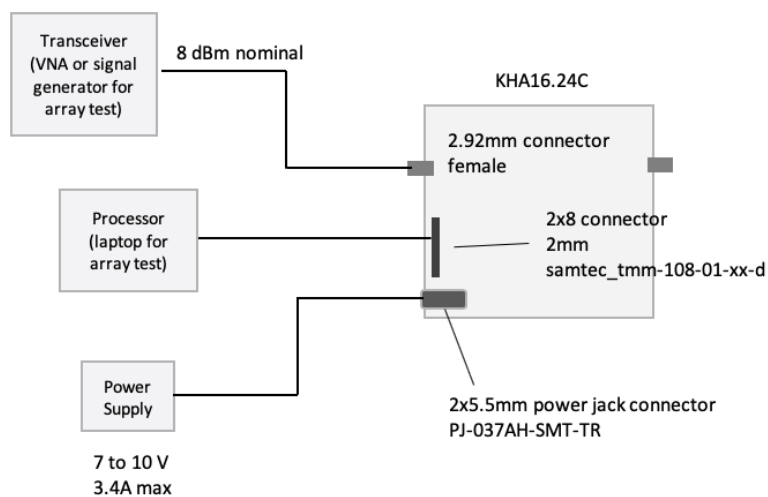 Transceiver
(VNA or signal
generator for
array test)
8 dBm nominal
KHA16.24C
2.92mm connector
female
Processor
(laptop for
array test)
2x8 connector
2mm
samtec_tmm-108-01-xx-d
Power
Supply
2x5.5mm power jack connector
PJ-037AH-SMT-TR
7 to 10 V
3.4A max